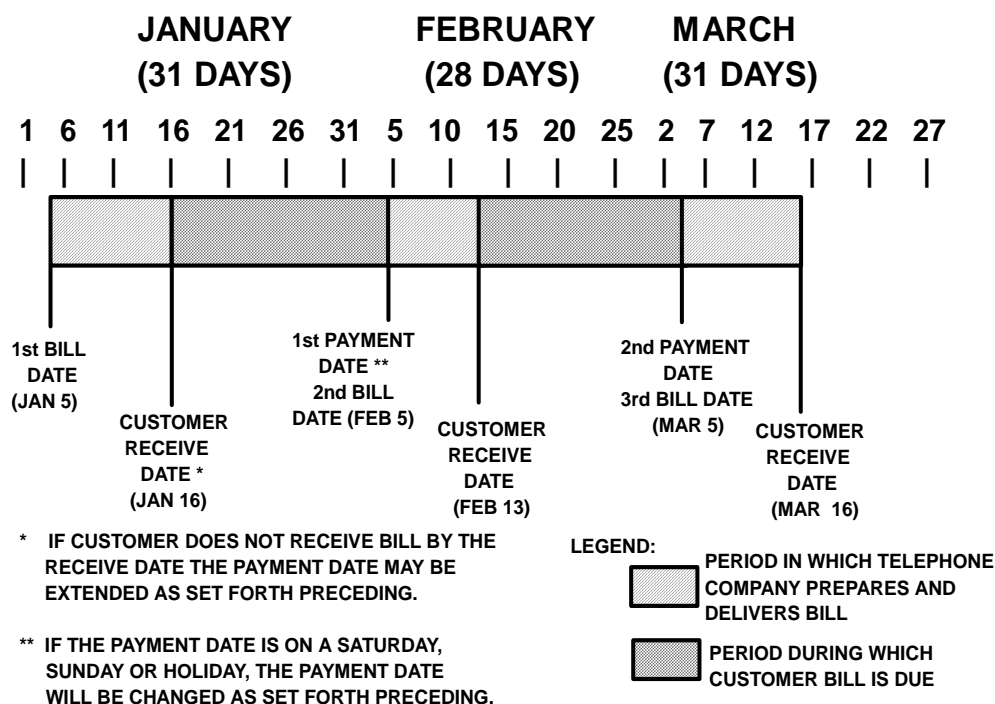 JANUARY FEBRUARY MARCH
(31 DAYS) (28 DAYS) (31 DAYS)
1 6 11 16 21 26 31 5 10 15 20 25 2 7 12 17 22 27
1st BILL
DATE
(JAN 5)
CUSTOMER
RECEIVE
DATE *
(JAN 16)
1st PAYMENT
DATE **
2nd BILL
DATE (FEB 5)
CUSTOMER
RECEIVE
DATE
(FEB 13)
2nd PAYMENT
DATE
3rd BILL DATE
(MAR 5)
CUSTOMER
RECEIVE
DATE
(MAR 16)
* IF CUSTOMER DOES NOT RECEIVE BILL BY THE
RECEIVE DATE THE PAYMENT DATE MAY BE
EXTENDED AS SET FORTH PRECEDING.
** IF THE PAYMENT DATE IS ON A SATURDAY,
SUNDAY OR HOLIDAY, THE PAYMENT DATE
WILL BE CHANGED AS SET FORTH PRECEDING.
LEGEND:
PERIOD IN WHICH TELEPHONE
COMPANY PREPARES AND
DELIVERS BILL
PERIOD DURING WHICH
CUSTOMER BILL IS DUE